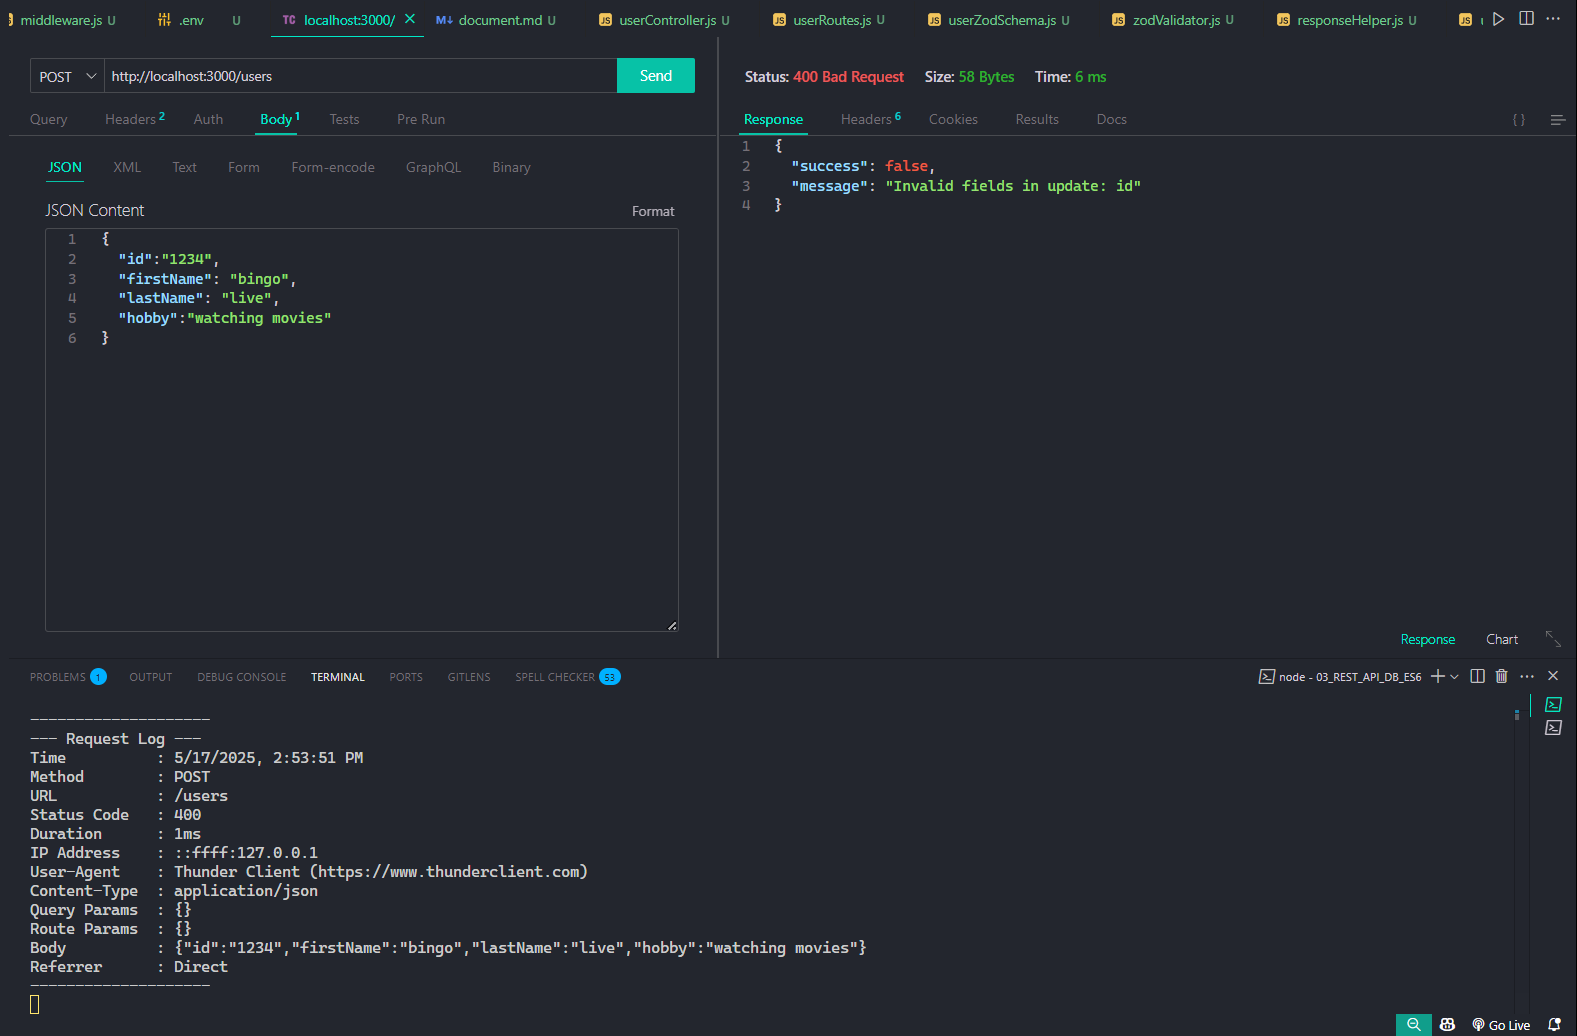 middleware.js U
.env U
TC localhost:3000/ ×
M↓ document.md U
JS userController.js U
JS userRoutes.js U
JS userZodSchema.js U
JS zodValidator.js U
JS responseHelper.js U
JS
POST
http://localhost:3000/users
Send
Query
Headers 2
Auth
Body 1
Tests
Pre Run
JSON
XML
Text
Form
Form-encode
GraphQL
Binary
JSON Content
Format
1 {
2 "id":"1234",
3 "firstName": "bingo",
4 "lastName": "live",
5 "hobby":"watching movies"
6 }
Status: 400 Bad Request Size: 58 Bytes Time: 6 ms
Response
Headers 6
Cookies
Results
Docs
{ }
1 {
2 "success": false,
3 "message": "Invalid fields in update: id"
4 }
Response
Chart
PROBLEMS 1
OUTPUT
DEBUG CONSOLE
TERMINAL
PORTS
GITLENS
SPELL CHECKER 53
node - 03_REST_API_DB_ES6
--------------------
--- Request Log ---
Time : 5/17/2025, 2:53:51 PM
Method : POST
URL : /users
Status Code : 400
Duration : 1ms
IP Address : ::ffff:127.0.0.1
User-Agent : Thunder Client (https://www.thunderclient.com)
Content-Type : application/json
Query Params : {}
Route Params : {}
Body : {"id":"1234","firstName":"bingo","lastName":"live","hobby":"watching movies"}
Referrer : Direct
--------------------
Go Live